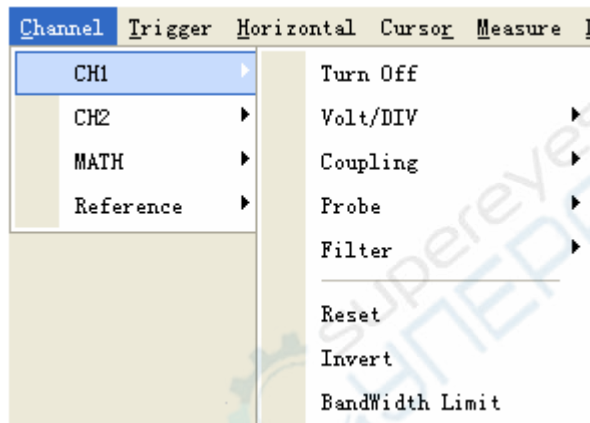 Channel Trigger Horizontal Cursor Measure
CH1
CH2
MATH
Reference
Turn Off
Volt/DIV
Coupling
Probe
Filter
Reset
Invert
BandWidth Limit
supereyes